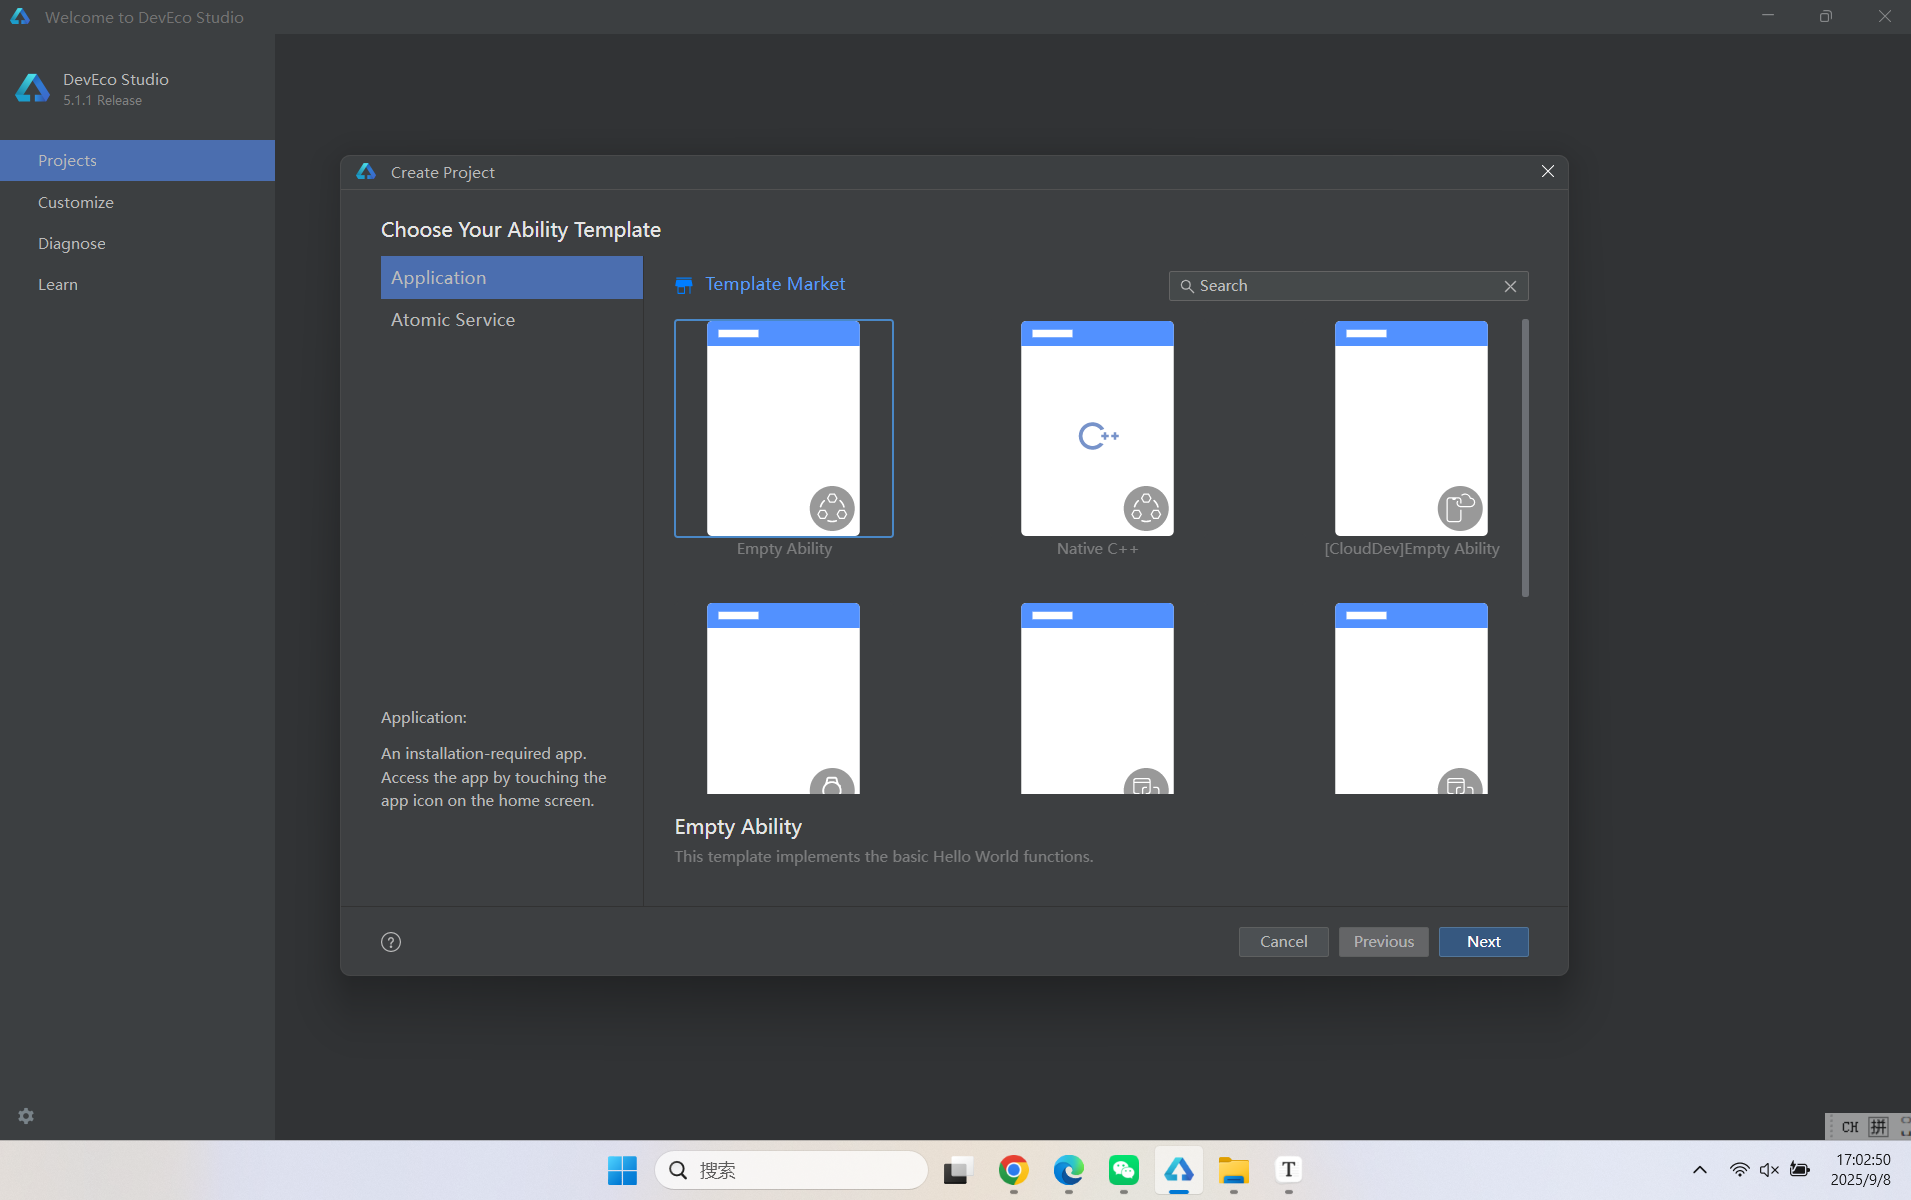 Welcome to DevEco Studio
DevEco Studio
5.1.1 Release
Projects
Customize
Diagnose
Learn
Create Project
Choose Your Ability Template
Application
Atomic Service
Template Market
Search
C++
Empty Ability
Native C++
[CloudDev]Empty Ability
Application:
An installation-required app.
Access the app by touching the
app icon on the home screen.
Empty Ability
This template implements the basic Hello World functions.
?
Cancel
Previous
Next
CH 拼
搜索
T
17:02:50
2025/9/8